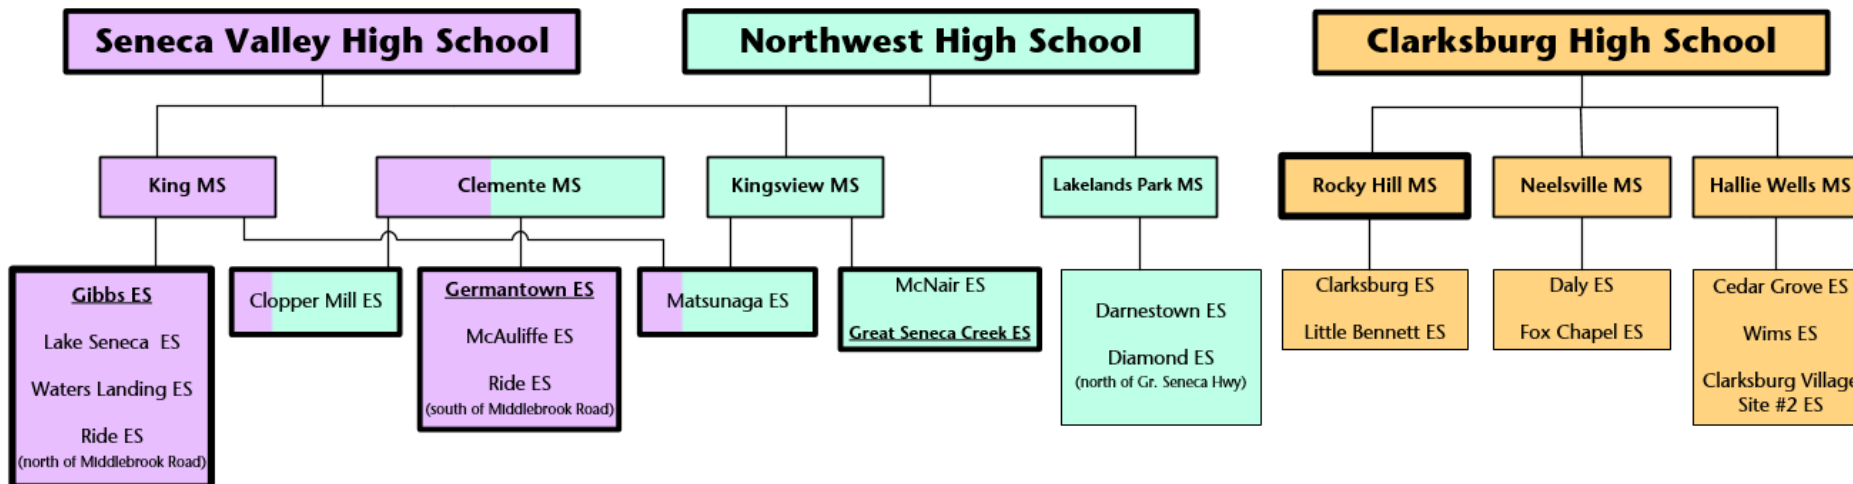 Seneca Valley High School
Northwest High School
Clarksburg High School
King MS
Clemente MS
Kingsview MS
Lakelands Park MS
Rocky Hill MS
Neelsville MS
Hallie Wells MS
Gibbs ES
Lake Seneca ES
Waters Landing ES
Ride ES
(north of Middlebrook Road)
Clopper Mill ES
Germantown ES
McAuliffe ES
Ride ES
(south of Middlebrook Road)
Matsunaga ES
McNair ES
Great Seneca Creek ES
Darnestown ES
Diamond ES
(north of Gr. Seneca Hwy)
Clarksburg ES
Little Bennett ES
Daly ES
Fox Chapel ES
Cedar Grove ES
Wims ES
Clarksburg Village
Site #2 ES